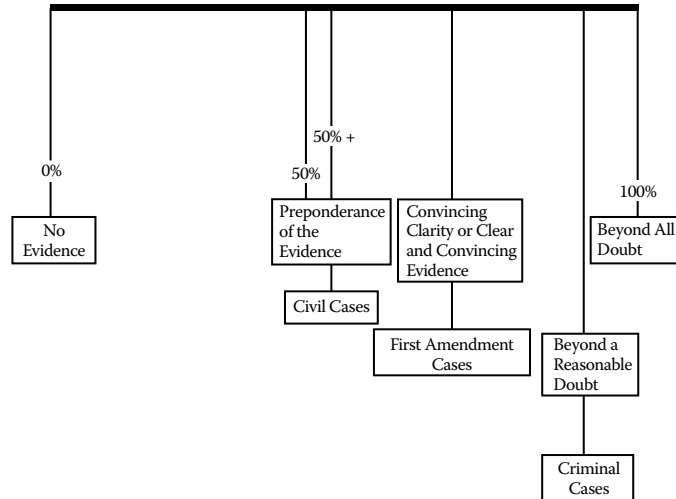 0%
No
Evidence
50%
50% +
Preponderance
of the
Evidence
Civil Cases
Convincing
Clarity or Clear
and Convincing
Evidence
First Amendment
Cases
Beyond a
Reasonable
Doubt
Criminal
Cases
100%
Beyond All
Doubt